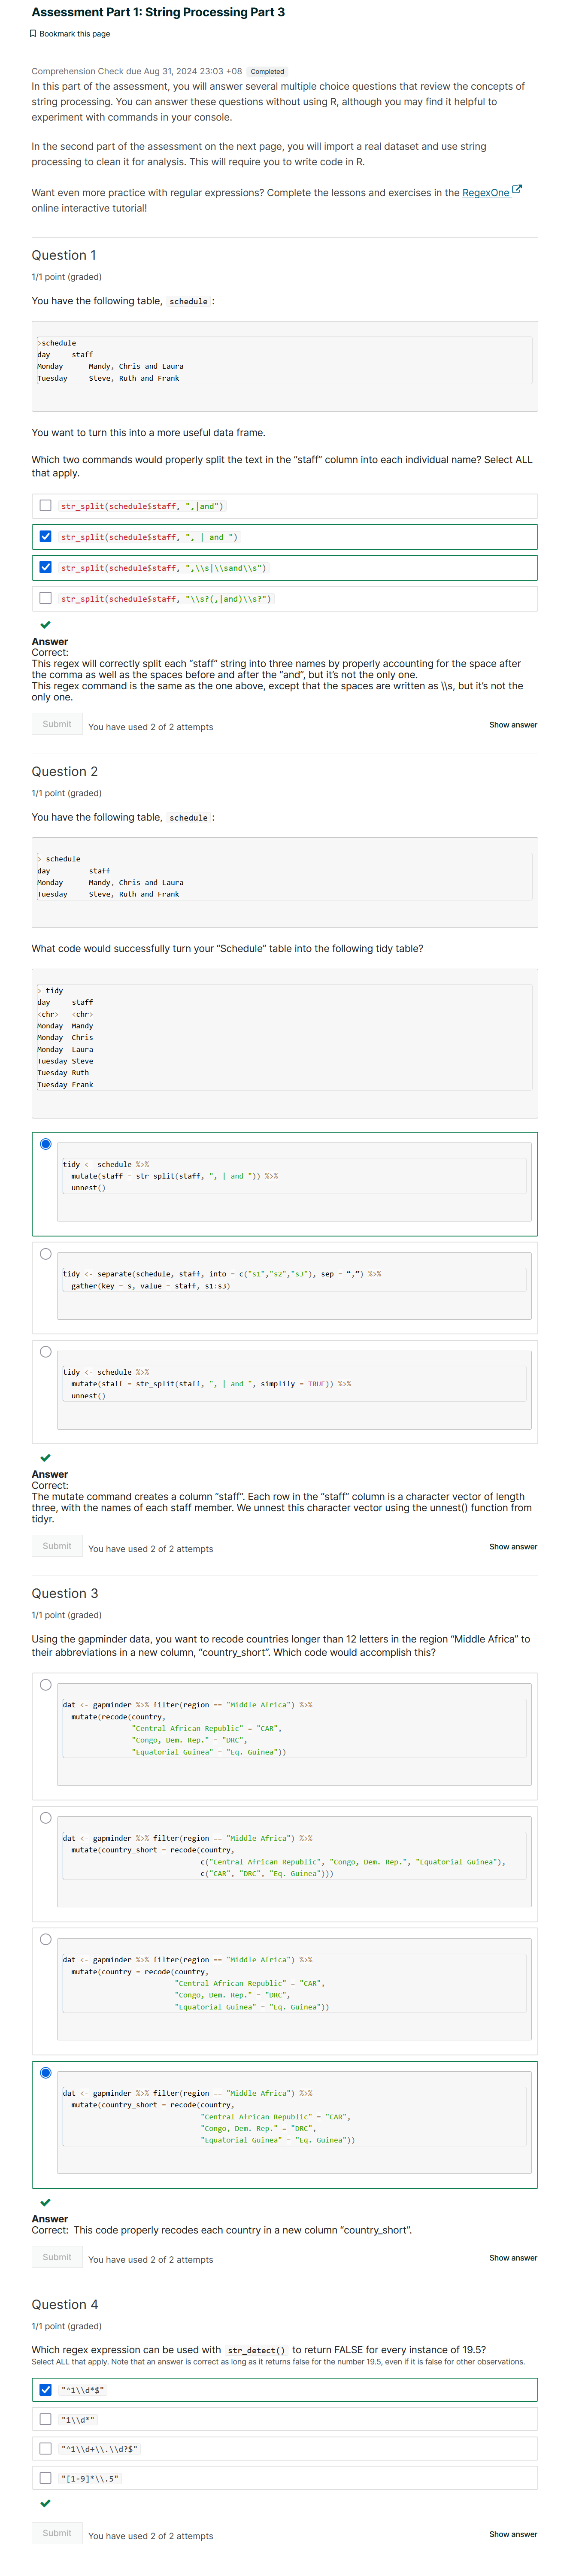 Assessment Part 1: String Processing Part 3
Bookmark this page
Comprehension Check due Aug 31, 2024 23:03 +08 Completed
In this part of the assessment, you will answer several multiple choice questions that review the concepts of
string processing. You can answer these questions without using R, although you may find it helpful to
experiment with commands in your console.
In the second part of the assessment on the next page, you will import a real dataset and use string
processing to clean it for analysis. This will require you to write code in R.
Want even more practice with regular expressions? Complete the lessons and exercises in the RegexOne
online interactive tutorial!
Question 1
1/1 point (graded)
You have the following table, schedule :
>schedule
day staff
Monday Mandy, Chris and Laura
Tuesday Steve, Ruth and Frank
You want to turn this into a more useful data frame.
Which two commands would properly split the text in the “staff” column into each individual name? Select ALL
that apply.
str_split(schedule$staff, ",|and")
str_split(schedule$staff, ", | and ")
str_split(schedule$staff, ",\\s|\\sand\\s")
str_split(schedule$staff, "\\s?(,|and)\\s?")
Answer
Correct:
This regex will correctly split each “staff” string into three names by properly accounting for the space after
the comma as well as the spaces before and after the “and”, but it’s not the only one.
This regex command is the same as the one above, except that the spaces are written as \\s, but it’s not the
only one.
Submit You have used 2 of 2 attempts Show answer
Question 2
1/1 point (graded)
You have the following table, schedule :
> schedule
day staff
Monday Mandy, Chris and Laura
Tuesday Steve, Ruth and Frank
What code would successfully turn your “Schedule” table into the following tidy table?
> tidy
day staff
<chr> <chr>
Monday Mandy
Monday Chris
Monday Laura
Tuesday Steve
Tuesday Ruth
Tuesday Frank
tidy <- schedule %>%
mutate(staff = str_split(staff, ", | and ")) %>%
unnest()
tidy <- separate(schedule, staff, into = c("s1","s2","s3"), sep = “,”) %>%
gather(key = s, value = staff, s1:s3)
tidy <- schedule %>%
mutate(staff = str_split(staff, ", | and ", simplify = TRUE)) %>%
unnest()
Answer
Correct:
The mutate command creates a column “staff”. Each row in the “staff” column is a character vector of length
three, with the names of each staff member. We unnest this character vector using the unnest() function from
tidyr.
Submit You have used 2 of 2 attempts Show answer
Question 3
1/1 point (graded)
Using the gapminder data, you want to recode countries longer than 12 letters in the region “Middle Africa” to
their abbreviations in a new column, “country_short”. Which code would accomplish this?
dat <- gapminder %>% filter(region == "Middle Africa") %>%
mutate(recode(country,
"Central African Republic" = "CAR",
"Congo, Dem. Rep." = "DRC",
"Equatorial Guinea" = "Eq. Guinea"))
dat <- gapminder %>% filter(region == "Middle Africa") %>%
mutate(country_short = recode(country,
c("Central African Republic", "Congo, Dem. Rep.", "Equatorial Guinea"),
c("CAR", "DRC", "Eq. Guinea")))
dat <- gapminder %>% filter(region == "Middle Africa") %>%
mutate(country = recode(country,
"Central African Republic" = "CAR",
"Congo, Dem. Rep." = "DRC",
"Equatorial Guinea" = "Eq. Guinea"))
dat <- gapminder %>% filter(region == "Middle Africa") %>%
mutate(country_short = recode(country,
"Central African Republic" = "CAR",
"Congo, Dem. Rep." = "DRC",
"Equatorial Guinea" = "Eq. Guinea"))
Answer
Correct: This code properly recodes each country in a new column “country_short”.
Submit You have used 2 of 2 attempts Show answer
Question 4
1/1 point (graded)
Which regex expression can be used with str_detect() to return FALSE for every instance of 19.5?
Select ALL that apply. Note that an answer is correct as long as it returns false for the number 19.5, even if it is false for other observations.
"^1\\d*$"
"1\\d*"
"^1\\d+\\.\\d?$"
"[1-9]*\\.5"
Submit You have used 2 of 2 attempts Show answer